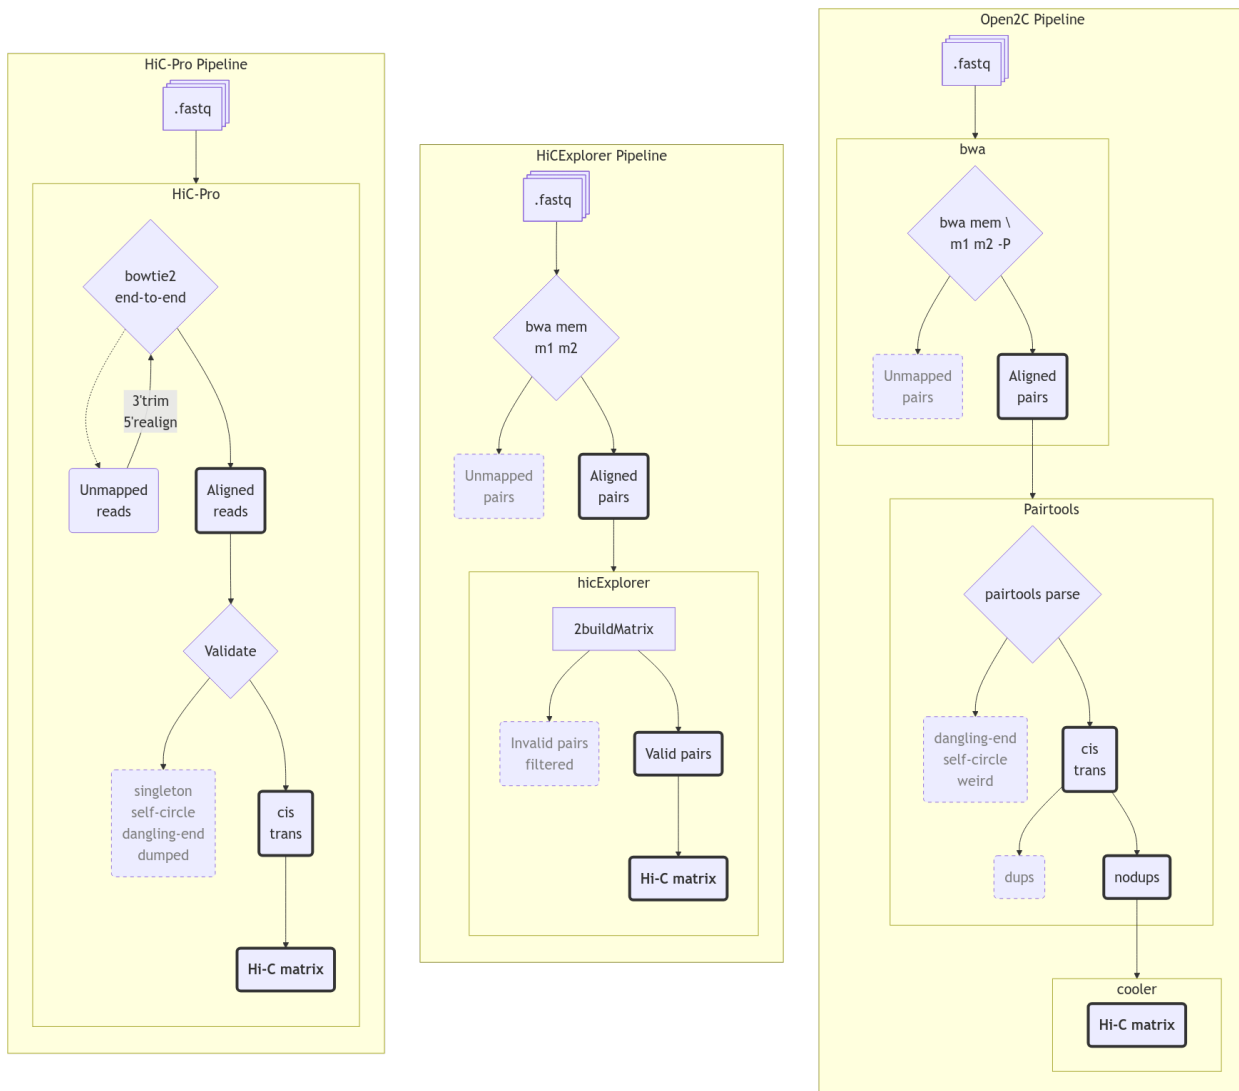 HiC-Pro Pipeline
.fastq
HiC-Pro
bowtie2
end-to-end
3'trim
5'realign
Unmapped
reads
Aligned
reads
Validate
singleton
self-circle
dangling-end
dumped
cis
trans
Hi-C matrix
HiCExplorer Pipeline
.fastq
bwa mem
m1 m2
Unmapped
pairs
Aligned
pairs
hicExplorer
2buildMatrix
Invalid pairs
filtered
Valid pairs
Hi-C matrix
Open2C Pipeline
.fastq
bwa
bwa mem \
m1 m2 -P
Unmapped
pairs
Aligned
pairs
Pairtools
pairtools parse
dangling-end
self-circle
weird
cis
trans
dups
nodups
cooler
Hi-C matrix